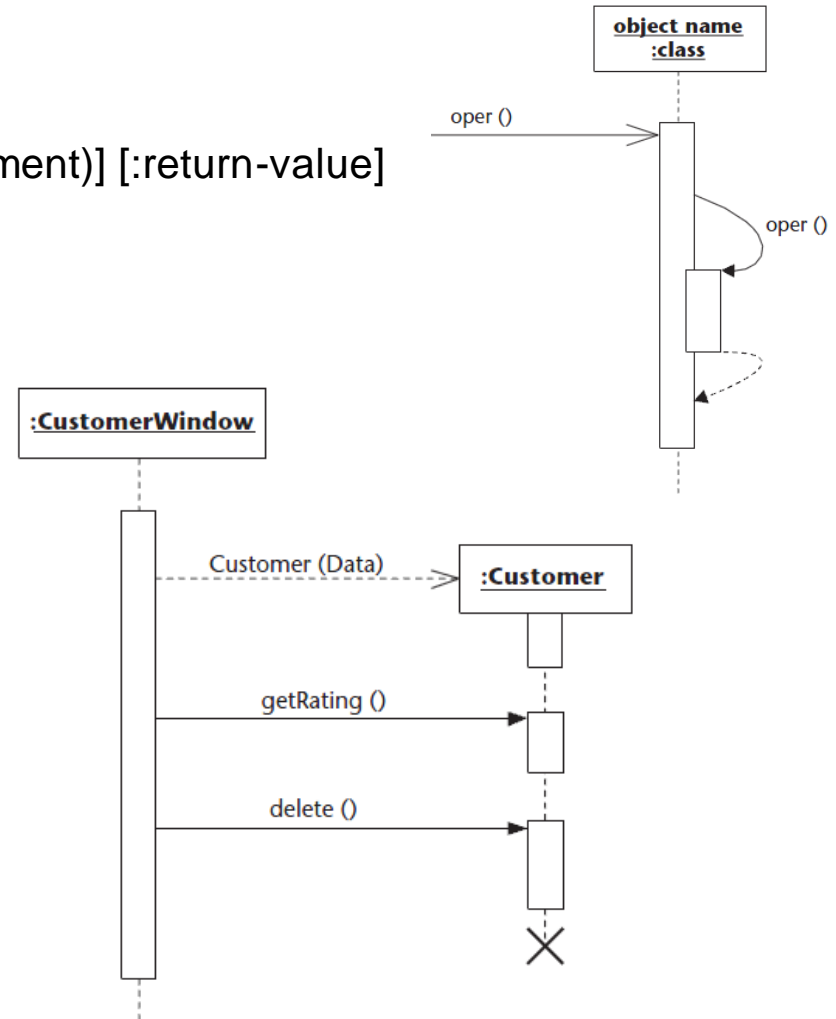 object name
:class
oper ()
ment)] [:return-value]
oper ()
:CustomerWindow
Customer (Data)
:Customer
getRating ()
delete ()